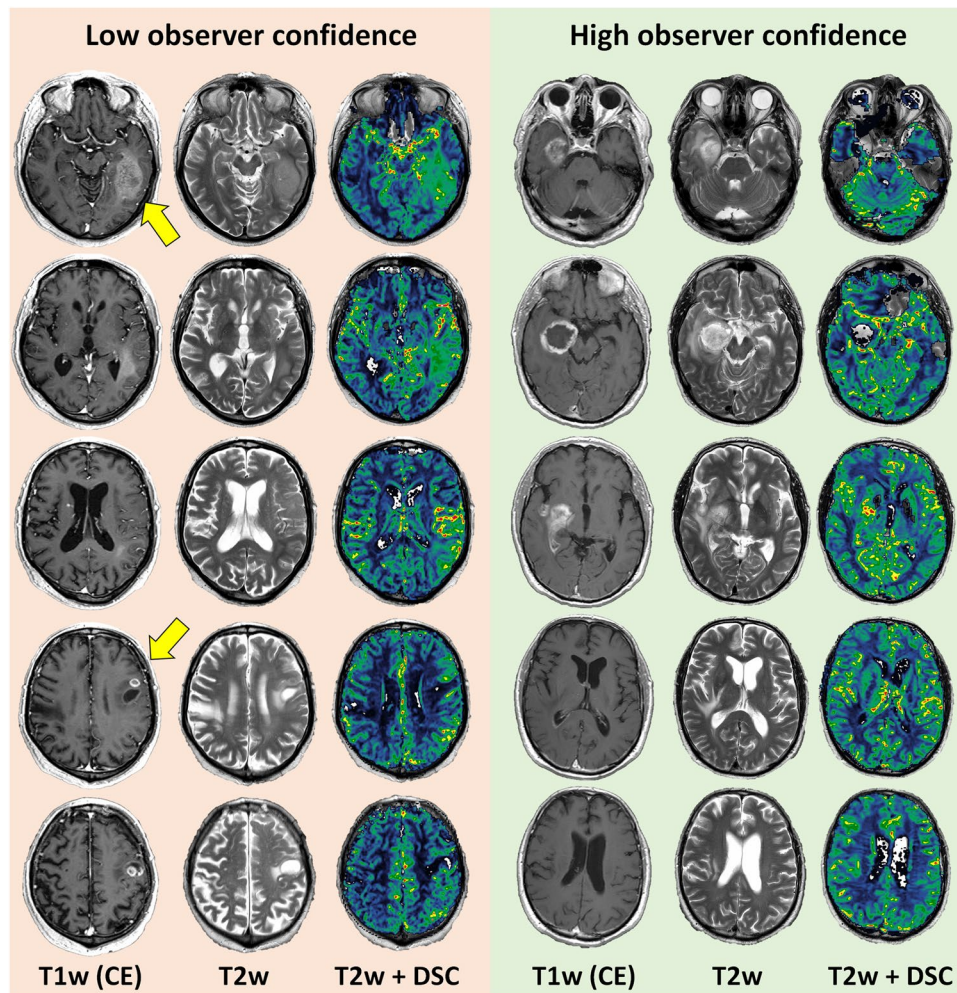 Low observer confidence
High observer confidence
T1w (CE)
T2w
T2w + DSC
T1w (CE)
T2w
T2w + DSC